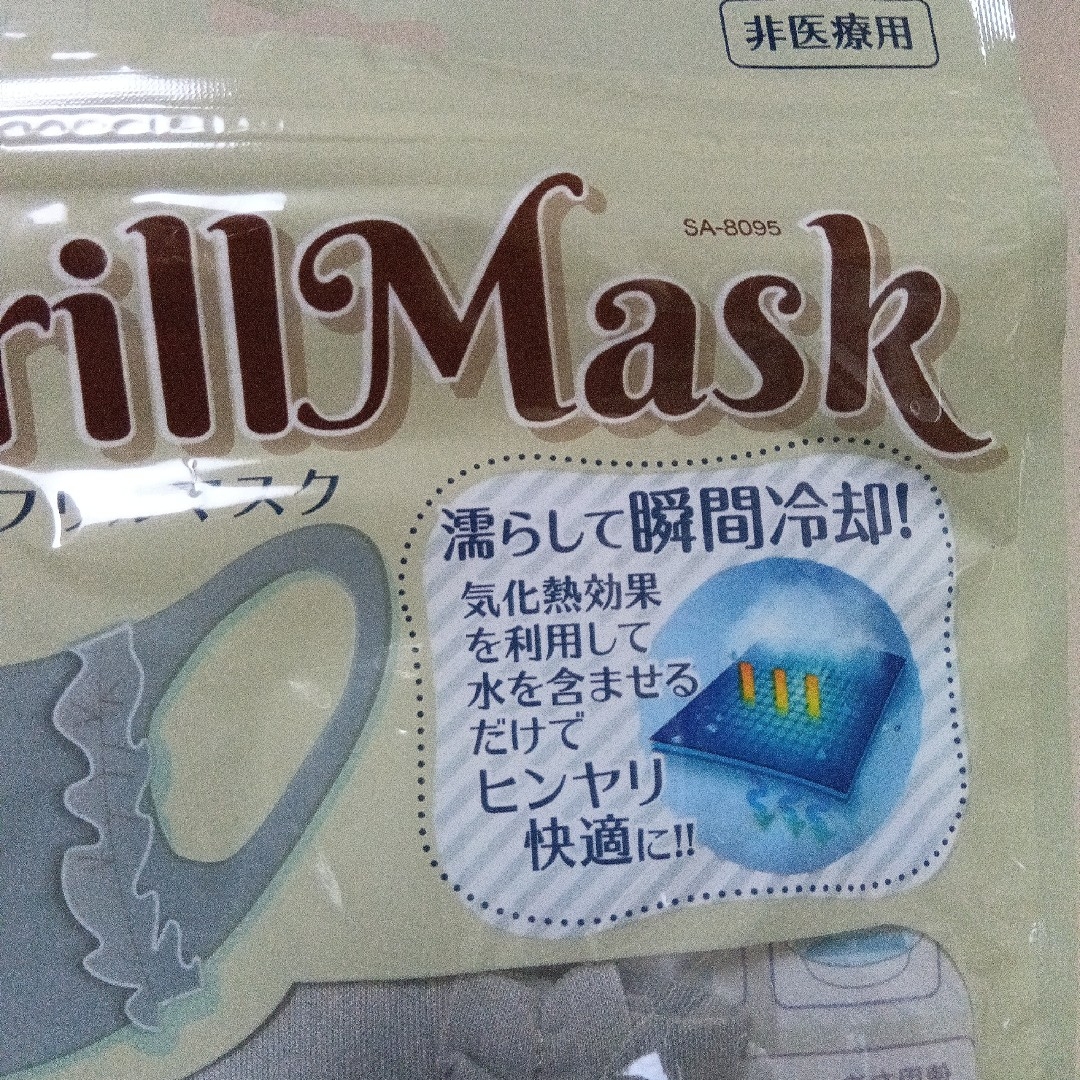 非医療用
SA-8095
rillMask
フリルマスク
濡らして瞬間冷却!
気化熱効果
を利用して
水を含ませる
だけで
ヒンヤリ
快適に!!